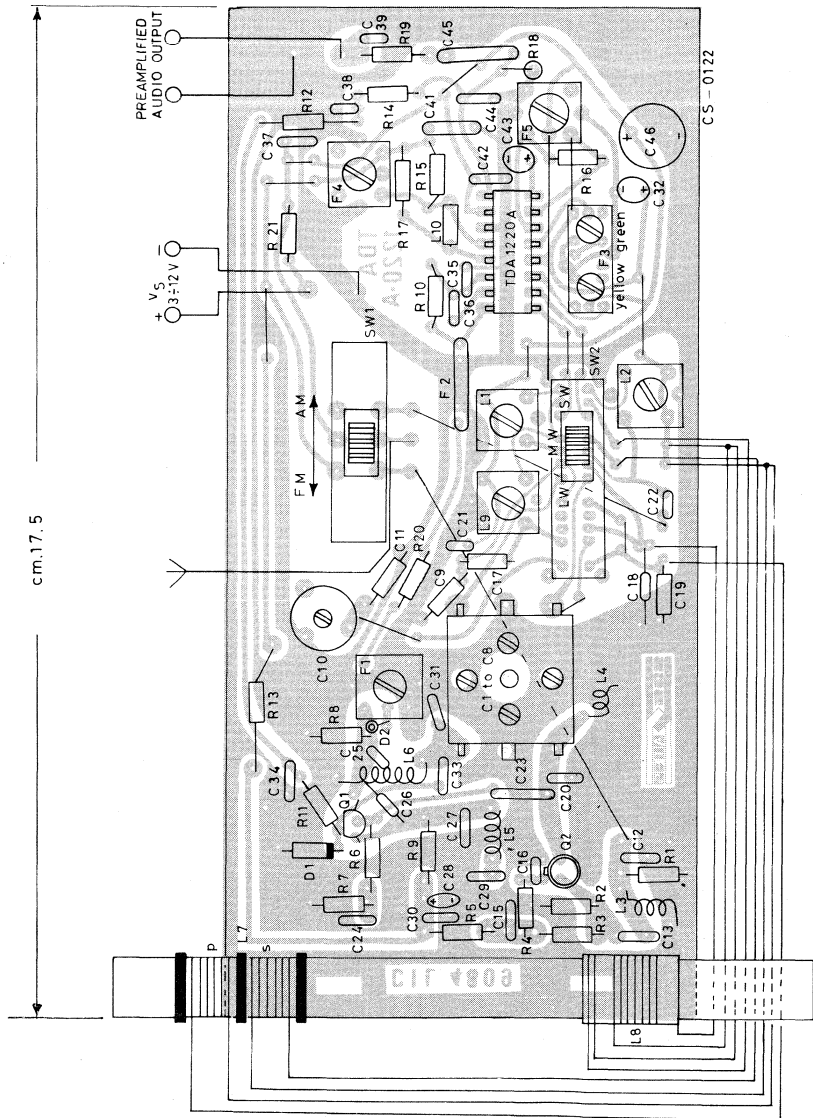 PREAMPLIFIED
AUDIO OUTPUT
C
39
R19
C45
R18
CS - 0122
R12
C38
R14
C41
C44
C43
F5
C46
+
-
C37
F4
R17
R15
C42
-
+
R16
C32
-
+
R 21
TDA
1220-A
L10
TDA1220A
F3
yellow green
-
+
VS
3÷12 V
R10
C35
C36
SW1
AM
FM
F 2
L1
L9
SW2
SW
MW
LW
L2
C21
C22
C11
R20
C9
C17
C18
C19
cm.17.5
C10
F1
C31
C1 to C8
L4
R13
R8
D2
C
25
L6
C33
C23
C20
C34
R11
Q1
C26
C27
L5
Q2
D1
R6
R9
C28
+
-
C29
C16
C12
R1
R7
C24
C30
R5
C15
R4
R2
R3
L3
C13
p
L7
s
CIL 4809
L8